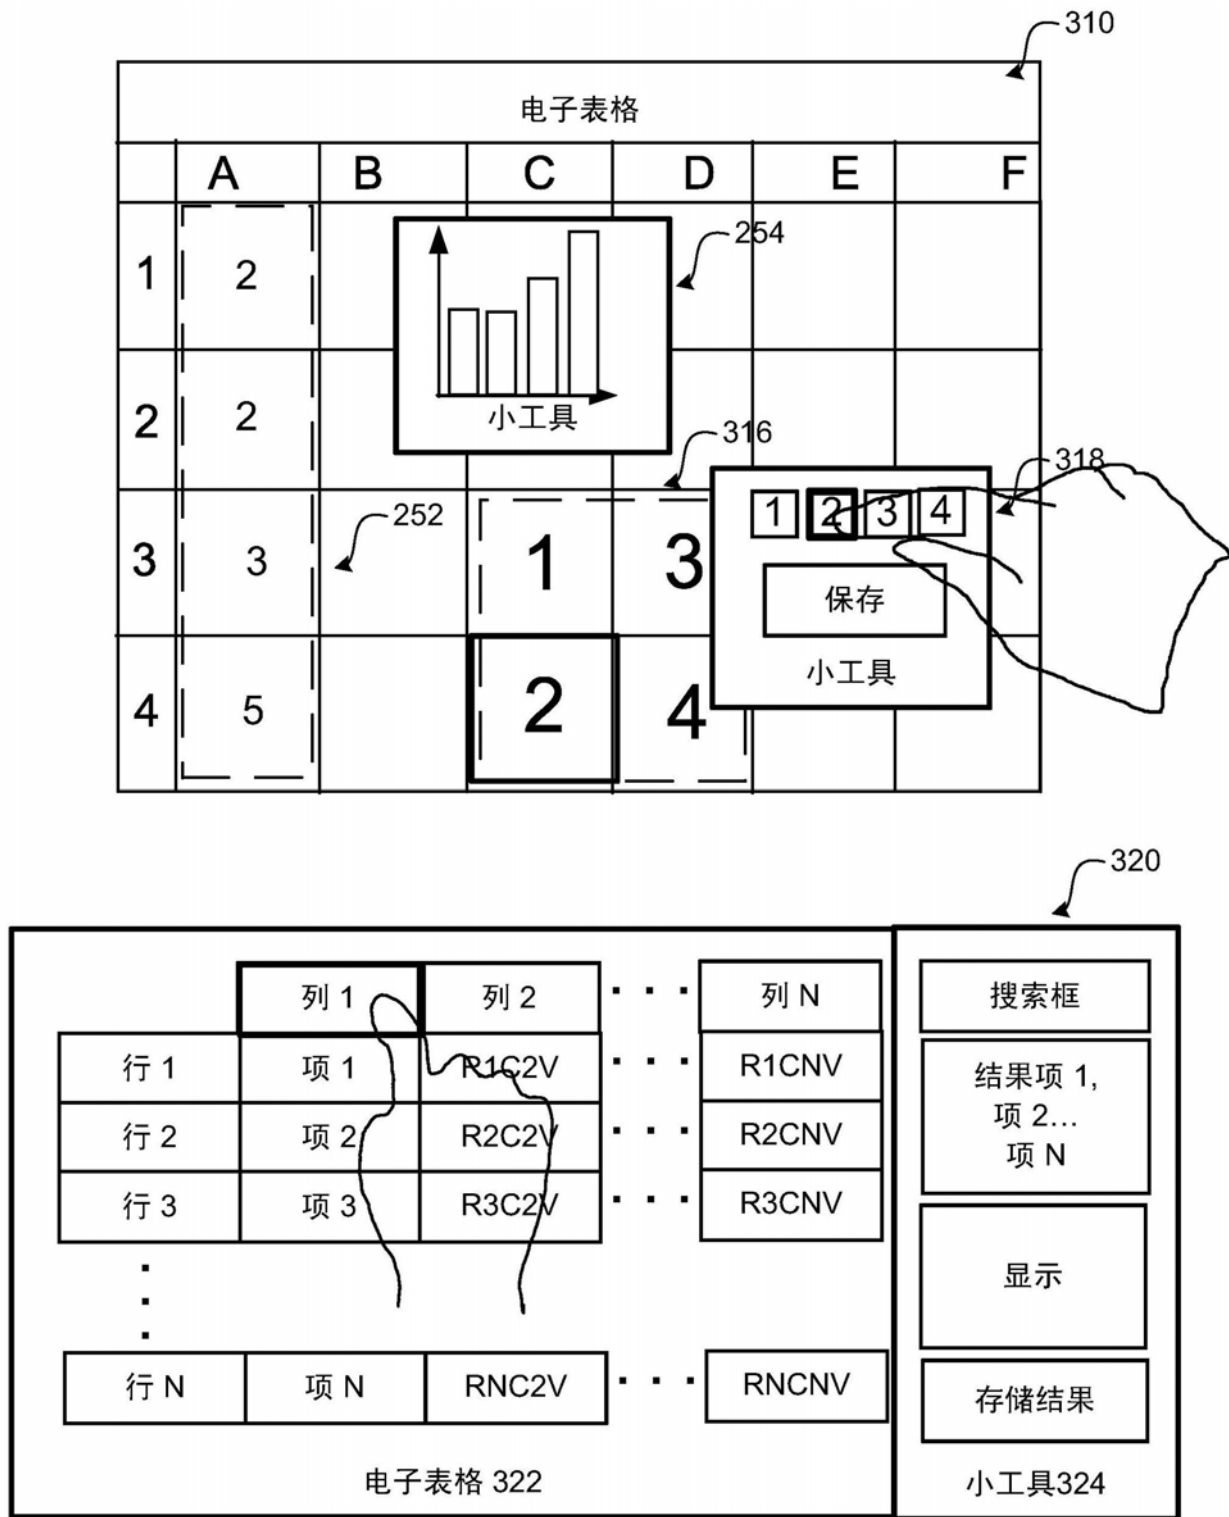 310
电子表格
A B C D E F
254
1 2
小工具
2 2
316
318
1 2 3 4
252
3 3 1 3
保存
小工具
4 5 2 4
320
列 1 列 2 · · · 列 N
搜索框
行 1 项 1 R1C2V · · · R1CNV
结果项 1,
项 2...
项 N
行 2 项 2 R2C2V · · · R2CNV
行 3 项 3 R3C2V · · · R3CNV
显示
行 N 项 N RNC2V · · · RNCNV
存储结果
电子表格 322
小工具324